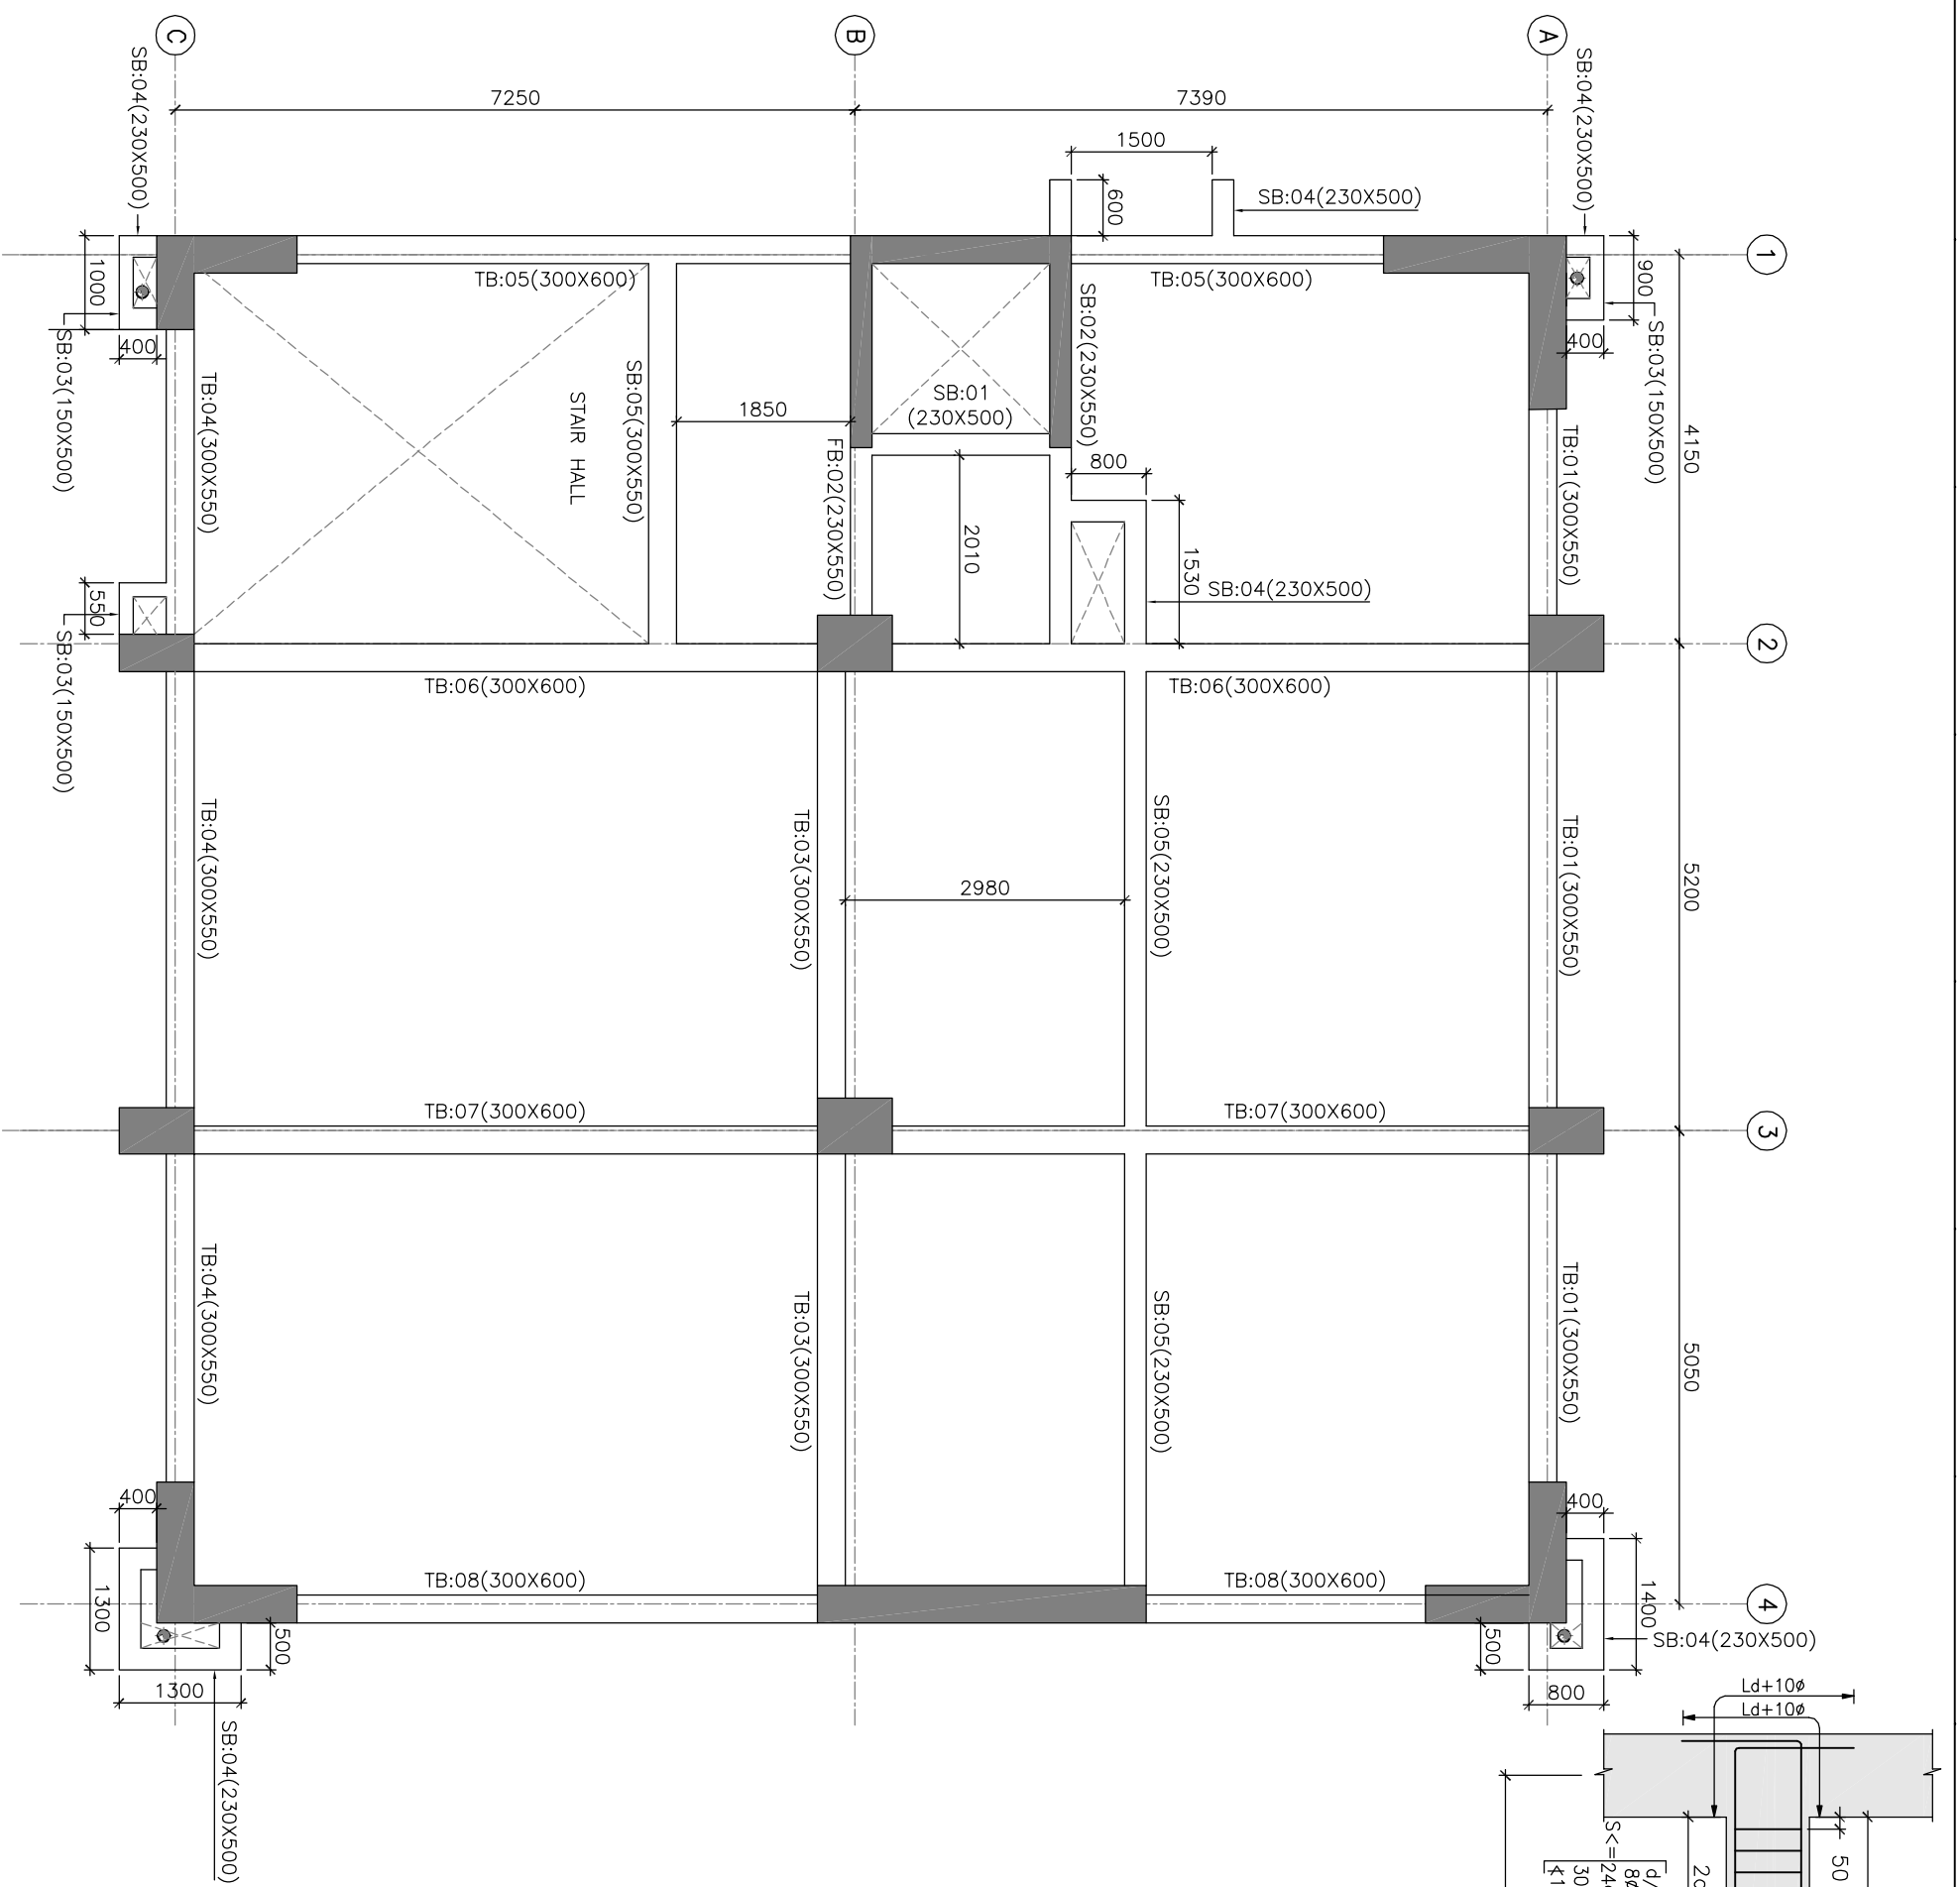 C
B
A
SB:04(230X500)
SB:04(230X500)
7250
7390
1500
600
SB:04(230X500)
1
TB:05(300X600)
TB:05(300X600)
1000
900
400
400
SB:03(150X500)
SB:03(150X500)
SB:02(230X550)
SB:05(300X550)
STAIR HALL
TB:04(300X550)
SB:01
(230X500)
1850
FB:02(230X550)
800
TB:01(300X550)
4150
2010
1530
SB:04(230X500)
550
SB:03(150X500)
2
TB:06(300X600)
TB:06(300X600)
TB:04(300X550)
TB:03(300X550)
2980
SB:05(230X500)
TB:01(300X550)
5200
TB:07(300X600)
TB:07(300X600)
3
TB:04(300X550)
TB:03(300X550)
SB:05(230X500)
TB:01(300X550)
5050
400
400
TB:08(300X600)
TB:08(300X600)
4
1300
1400
500
500
SB:04(230X500)
1300
800
SB:04(230X500)
Ld+10ø
Ld+10ø
50